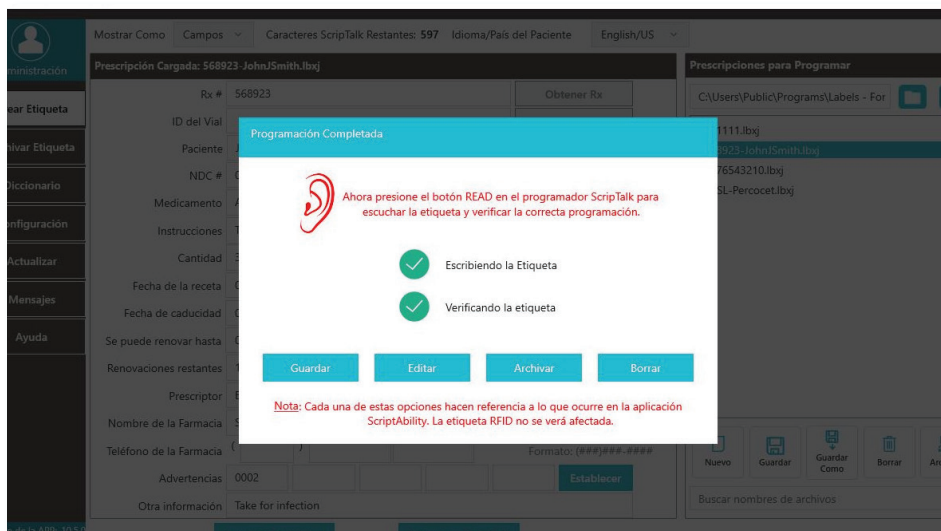 Mostrar Como Campos Caracteres ScripTalk Restantes: 597 Idioma/País del Paciente English/US
ministración
Prescripción Cargada: 568923-JohnJSmith.lbxj
Prescripciones para Programar
Rx # 568923 Obtener Rx
C:\Users\Public\Programs\Labels - For
ear Etiqueta
ID del Vial
Programación Completada
1111.lbxj
hivar Etiqueta
Paciente
8923-JohnJSmith.lbxj
76543210.lbxj
Diccionario
NDC #
SL-Percocet.lbxj
Ahora presione el botón READ en el programador ScripTalk para
escuchar la etiqueta y verificar la correcta programación.
Medicamento
onfiguración
Instrucciones
Actualizar
Cantidad
Escribiendo la Etiqueta
Fecha de la receta
Mensajes
Fecha de caducidad
Verificando la etiqueta
Ayuda
Se puede renovar hasta
Renovaciones restantes
Guardar Editar Archivar Borrar
Prescriptor
Nota: Cada una de estas opciones hacen referencia a lo que ocurre en la aplicación
ScriptAbility. La etiqueta RFID no se verá afectada.
Nombre de la Farmacia
Teléfono de la Farmacia ( ) Formato: (###)###-####
Nuevo Guardar Guardar Como Borrar
Advertencias 0002 Establecer
Otra información Take for infection
Buscar nombres de archivos